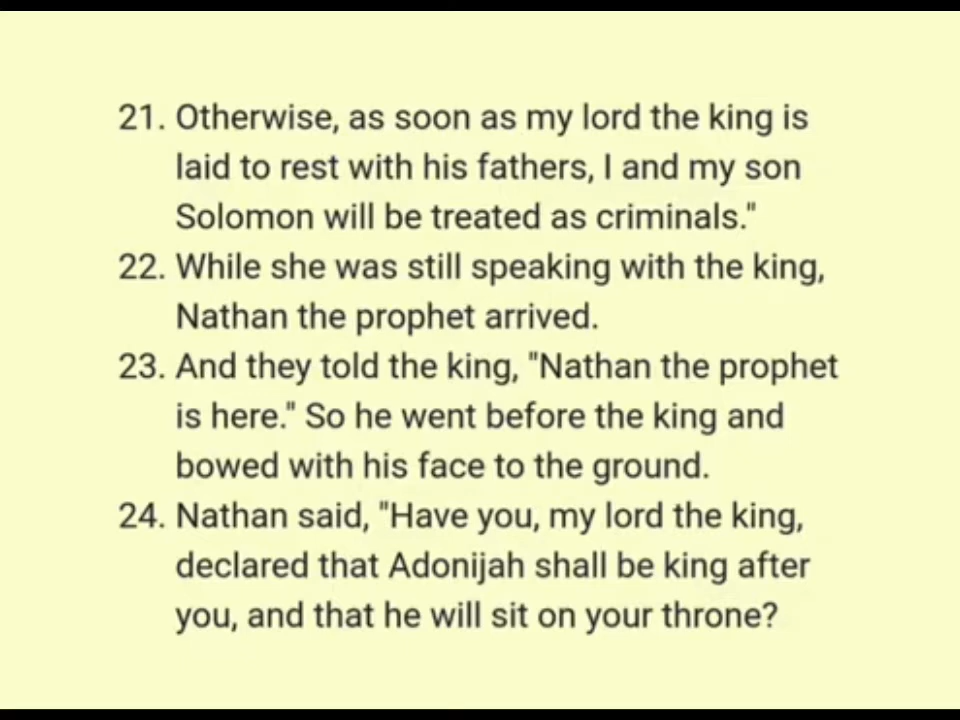 21. Otherwise, as soon as my lord the king is
laid to rest with his fathers, I and my son
Solomon will be treated as criminals."
22. While she was still speaking with the king,
Nathan the prophet arrived.
23. And they told the king, "Nathan the prophet
is here." So he went before the king and
bowed with his face to the ground.
24. Nathan said, "Have you, my lord the king,
declared that Adonijah shall be king after
you, and that he will sit on your throne?